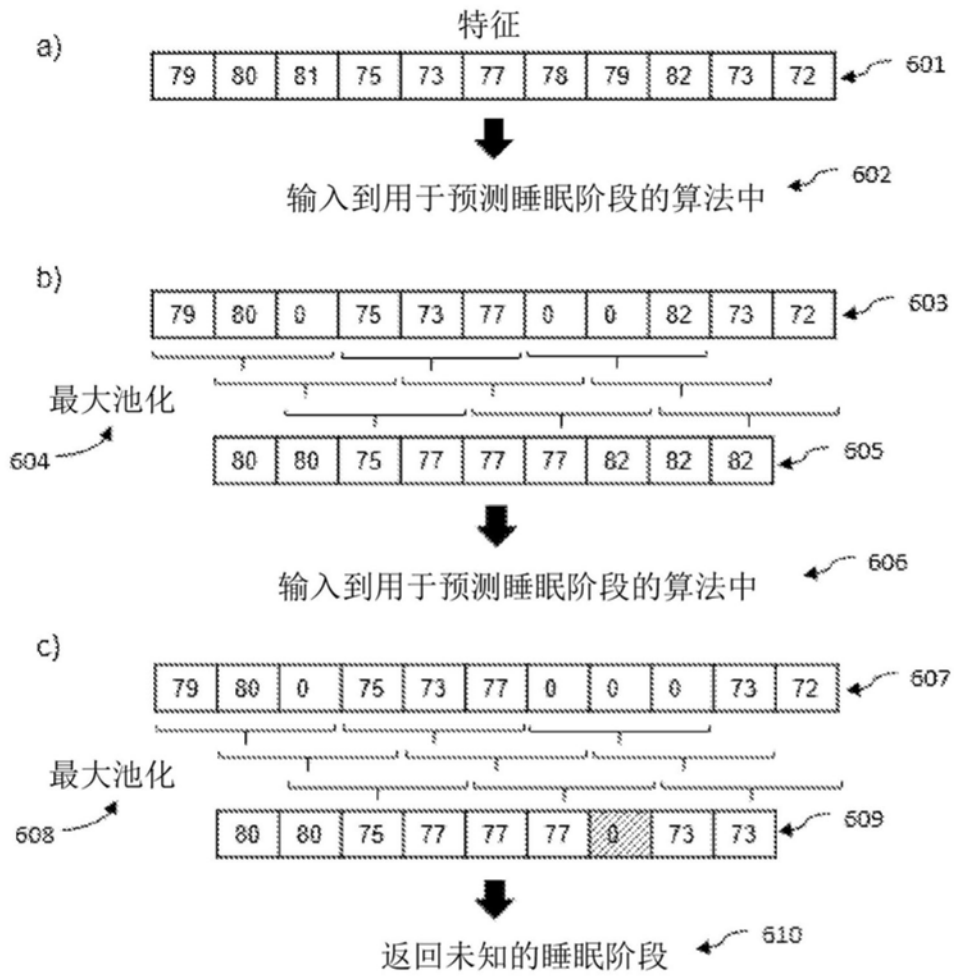 特征
a)
79 80 81 75 73 77 78 79 82 73 72 601
输入到用于预测睡眠阶段的算法中 602
b)
79 80 0 75 73 77 0 0 82 73 72 603
最大池化
604
80 80 75 77 77 77 82 82 82 605
输入到用于预测睡眠阶段的算法中 606
c)
79 80 0 75 73 77 0 0 0 73 72 607
最大池化
608
80 80 75 77 77 77 0 73 73 609
返回未知的睡眠阶段 610